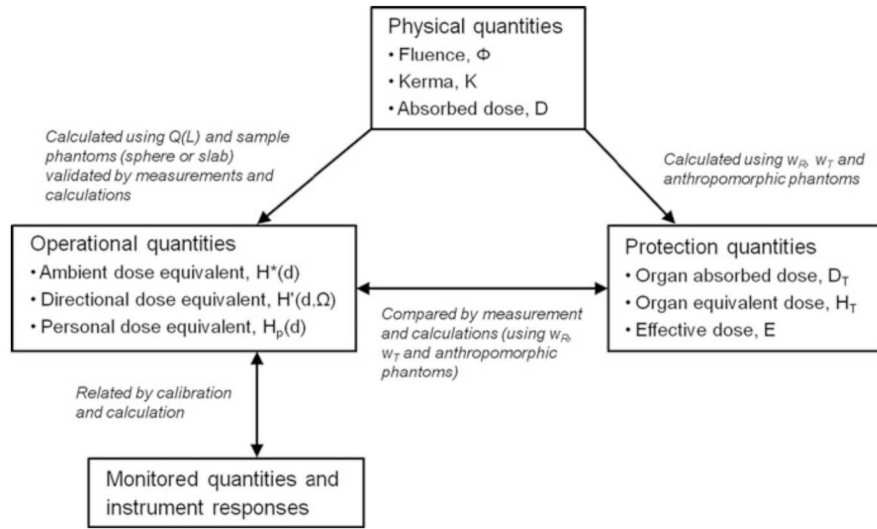 Physical quantities
• Fluence, Φ
• Kerma, K
• Absorbed dose, D
Calculated using Q(L) and sample
phantoms (sphere or slab)
validated by measurements and
calculations
Calculated using w_R, w_T and
anthropomorphic phantoms
Operational quantities
• Ambient dose equivalent, H*(d)
• Directional dose equivalent, H'(d,Ω)
• Personal dose equivalent, H_p(d)
Protection quantities
• Organ absorbed dose, D_T
• Organ equivalent dose, H_T
• Effective dose, E
Compared by measurement
and calculations (using w_R,
w_T and anthropomorphic
phantoms)
Related by calibration
and calculation
Monitored quantities and
instrument responses